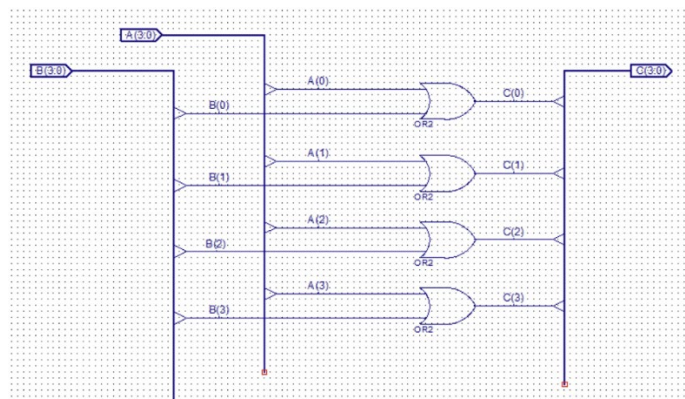 A(3:0)
B(3:0)
C(3:0)
A(0)
B(0)
C(0)
OR2
A(1)
B(1)
C(1)
OR2
A(2)
B(2)
C(2)
OR2
A(3)
B(3)
C(3)
OR2